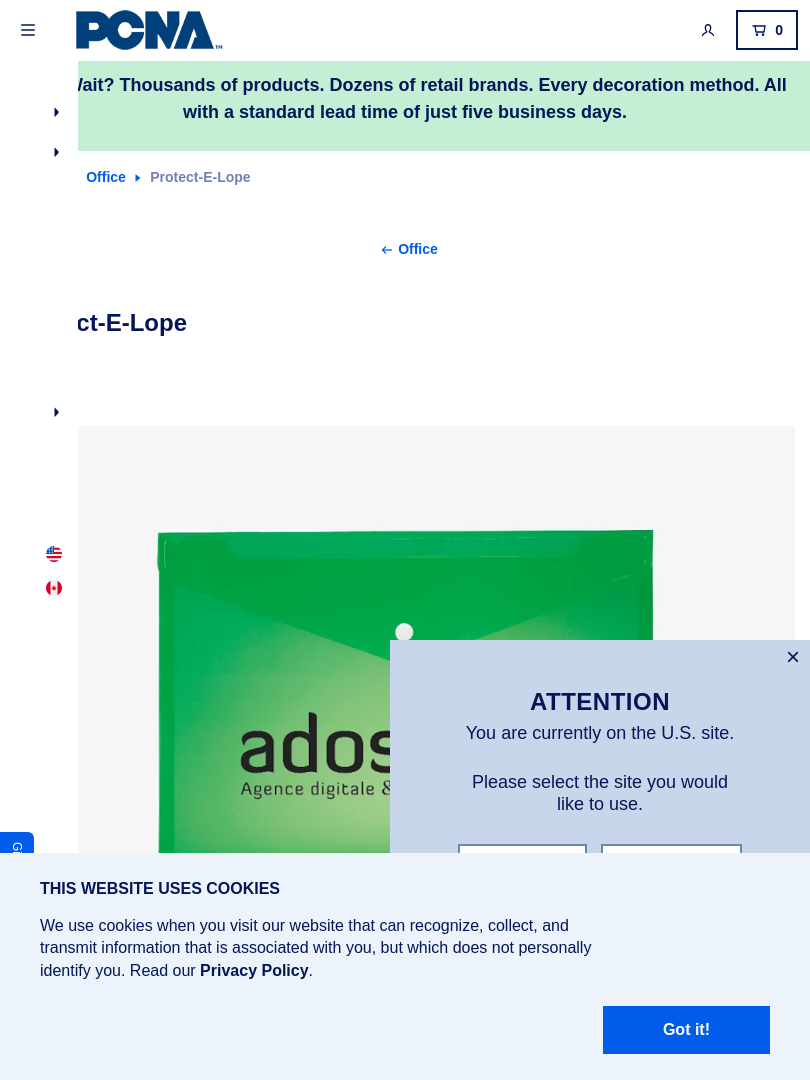 PCNA™
0
Wait? Thousands of products. Dozens of retail brands. Every decoration method. All
with a standard lead time of just five business days.
Office
Protect-E-Lope
Office
ct-E-Lope
ados
Agence digitale &
ATTENTION
You are currently on the U.S. site.
Please select the site you would
like to use.
THIS WEBSITE USES COOKIES
We use cookies when you visit our website that can recognize, collect, and
transmit information that is associated with you, but which does not personally
identify you. Read our Privacy Policy.
Got it!